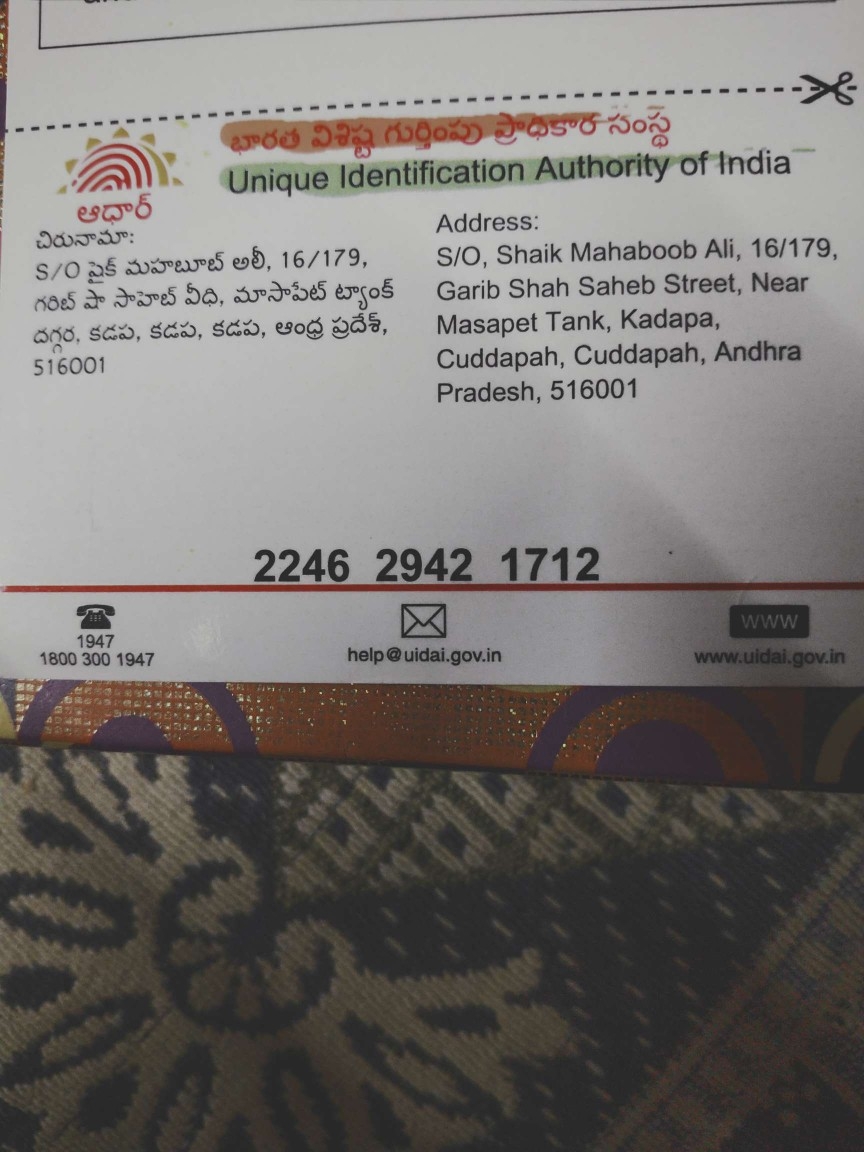 భారత విశిష్ట గుర్తింపు ప్రాధికార సంస్థ
Unique Identification Authority of India
ఆధార్
చిరునామా:
S/O షైక్ మహబూబ్ అలీ, 16/179,
గరిబ్ షా సాహెబ్ వీధి, మాసాపేట్ ట్యాంక్
దగ్గర, కడప, కడప, కడప, ఆంధ్ర ప్రదేశ్,
516001
Address:
S/O, Shaik Mahaboob Ali, 16/179,
Garib Shah Saheb Street, Near
Masapet Tank, Kadapa,
Cuddapah, Cuddapah, Andhra
Pradesh, 516001
2246 2942 1712
1947
1800 300 1947
help@uidai.gov.in
www
www.uidai.gov.in